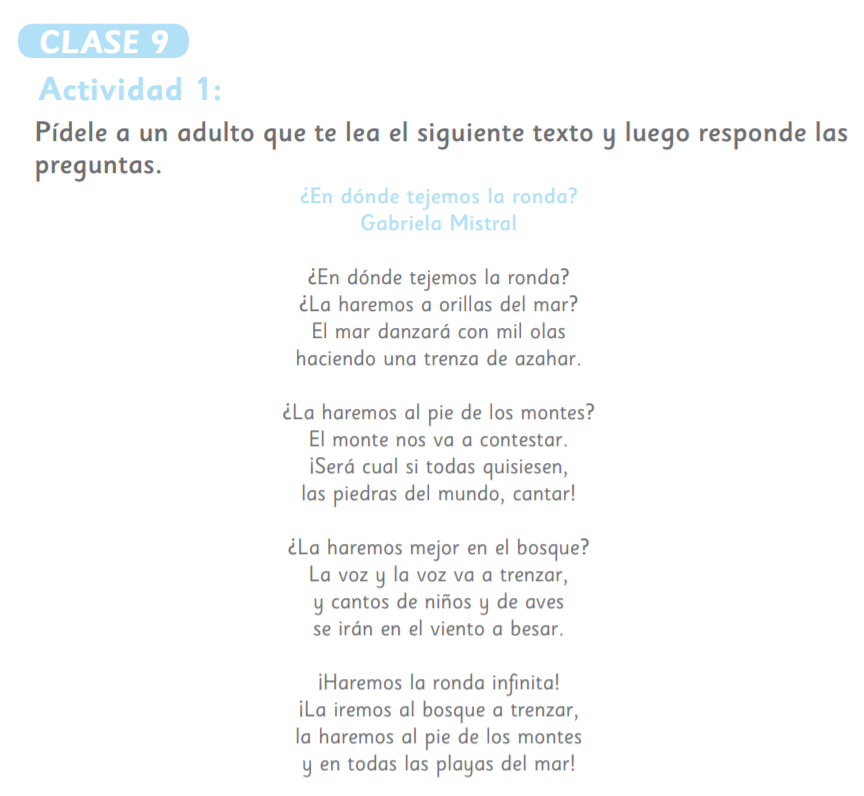 CLASE 9
Actividad 1:
Pídele a un adulto que te lea el siguiente texto y luego responde las
preguntas.
¿En dónde tejemos la ronda?
Gabriela Mistral
¿En dónde tejemos la ronda?
¿La haremos a orillas del mar?
El mar danzará con mil olas
haciendo una trenza de azahar.
¿La haremos al pie de los montes?
El monte nos va a contestar.
¡Será cual si todas quisiesen,
las piedras del mundo, cantar!
¿La haremos mejor en el bosque?
La voz y la voz va a trenzar,
y cantos de niños y de aves
se irán en el viento a besar.
¡Haremos la ronda infinita!
¡La iremos al bosque a trenzar,
la haremos al pie de los montes
y en todas las playas del mar!